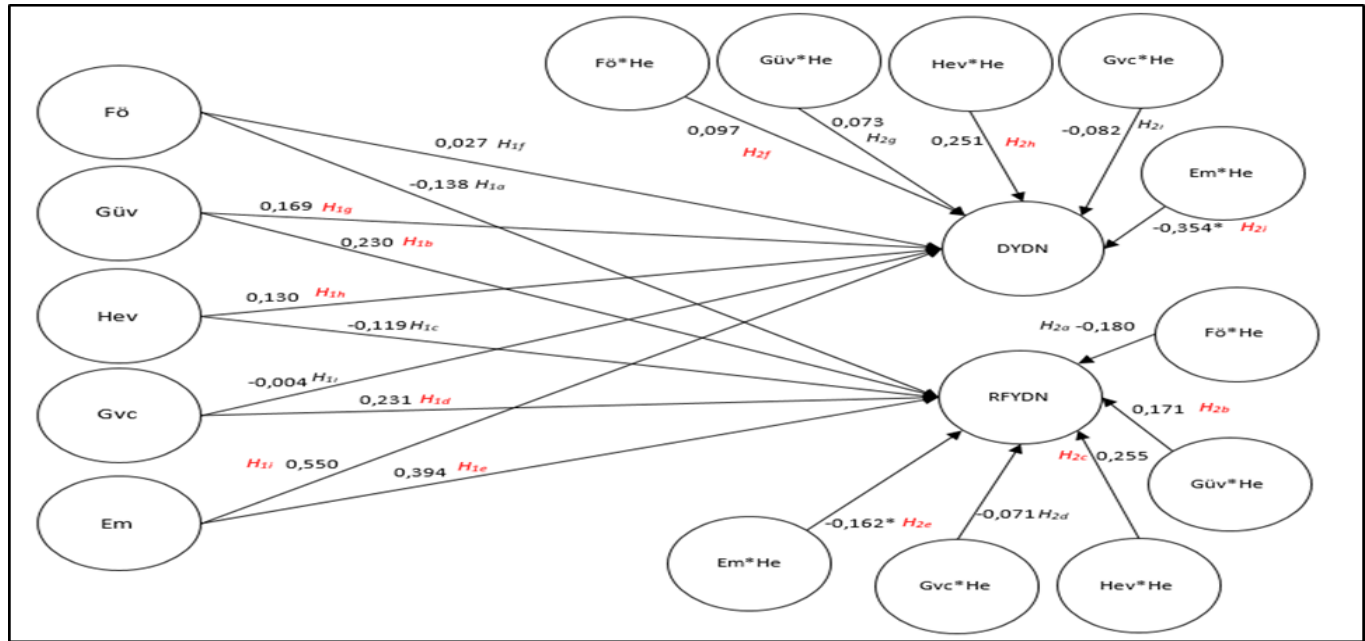 Fö*He
Güv*He
Hev*He
Gvc*He
Fö
0,027 H1f
0,097
H2f
0,073
H2g
0,251 H2h
-0,082 H2ı
Em*He
-0,138 H1a
Güv
0,169 H1g
0,230 H1b
DYDN
-0,354* H2i
Hev
0,130 H1h
-0,119 H1c
H2a -0,180
Fö*He
Gvc
-0,004 H1ı
0,231 H1d
RFYDN
0,171 H2b
H1i 0,550
0,394 H1e
H2c 0,255
Güv*He
Em
-0,162* H2e
-0,071 H2d
Em*He
Gvc*He
Hev*He